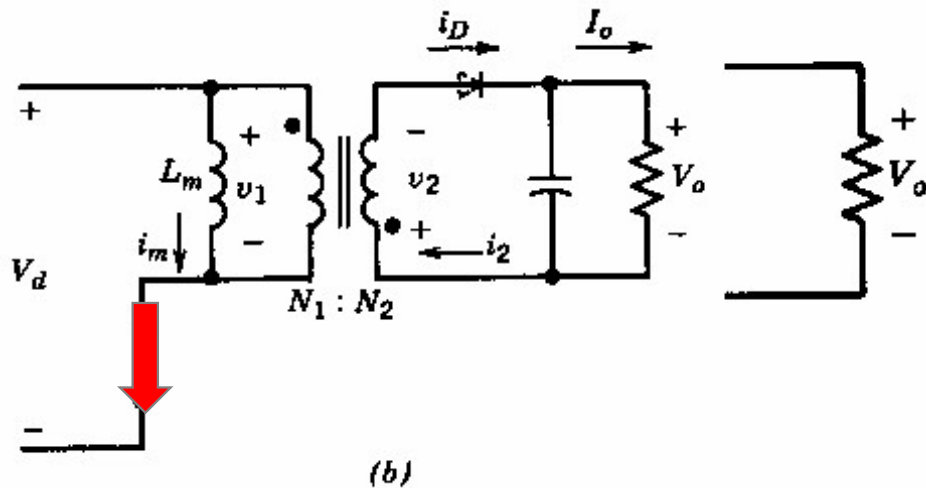 i_D
I_o
+
+
-
+
+
L_m
v_1
v_2
V_o
V_o
-
+
-
-
i_m
i_2
V_d
N_1 : N_2
-
(b)